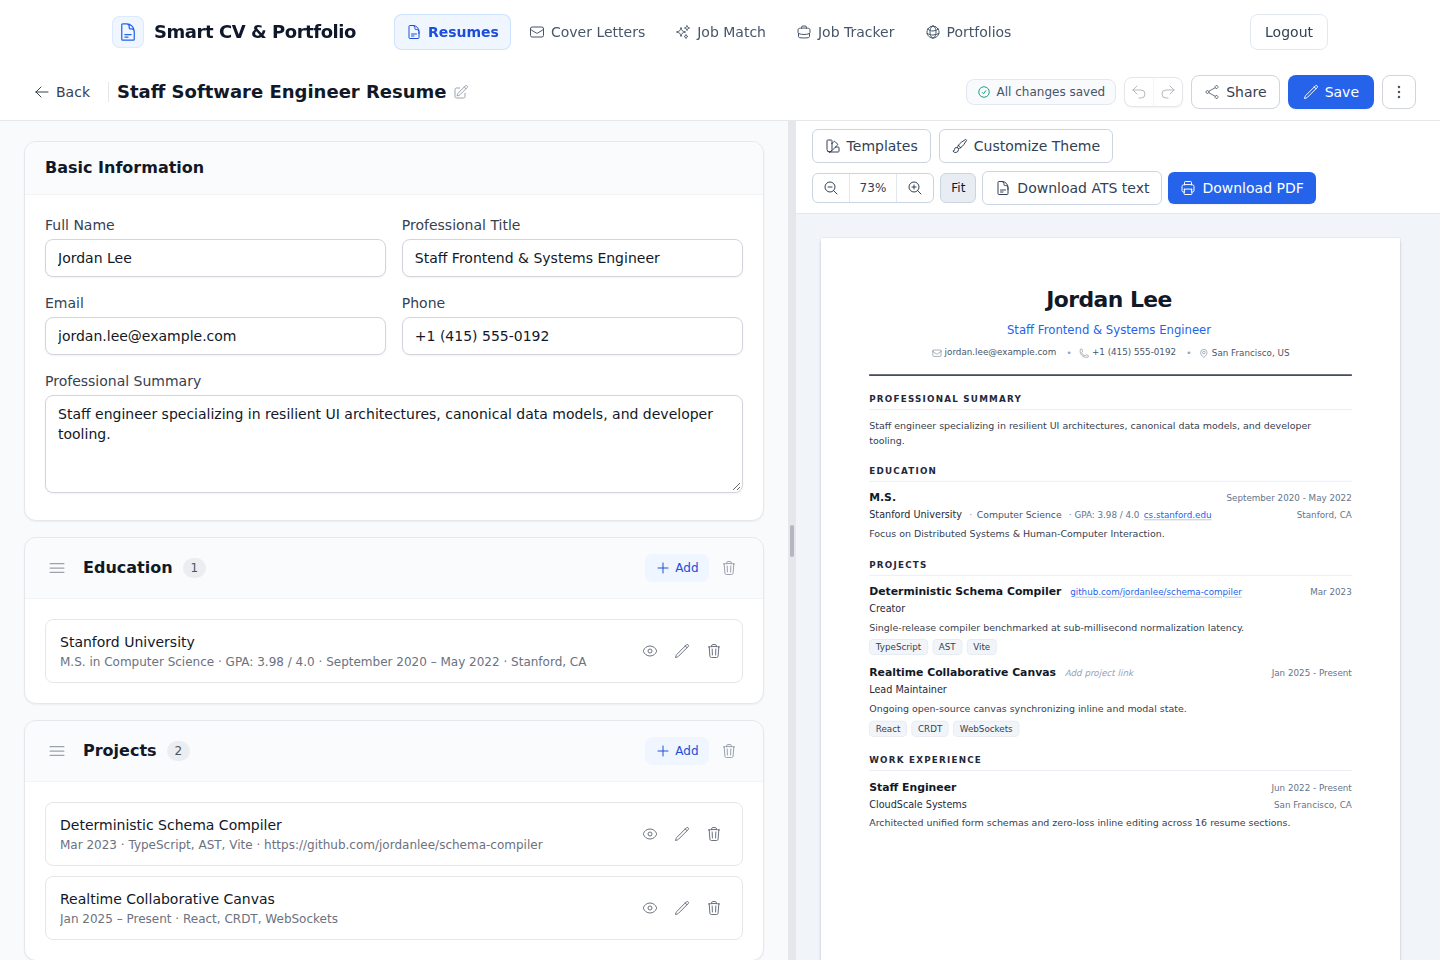 Smart CV & Portfolio
Resumes
Cover Letters
Job Match
Job Tracker
Portfolios
Logout
Back
Staff Software Engineer Resume
All changes saved
Share
Save
Basic Information
Full Name
Professional Title
Jordan Lee
Staff Frontend & Systems Engineer
Email
Phone
jordan.lee@example.com
+1 (415) 555-0192
Professional Summary
Staff engineer specializing in resilient UI architectures, canonical data models, and developer
tooling.
Education 1
Add
Stanford University
M.S. in Computer Science · GPA: 3.98 / 4.0 · September 2020 – May 2022 · Stanford, CA
Projects 2
Add
Deterministic Schema Compiler
Mar 2023 · TypeScript, AST, Vite · https://github.com/jordanlee/schema-compiler
Realtime Collaborative Canvas
Jan 2025 – Present · React, CRDT, WebSockets
Templates
Customize Theme
73%
Fit
Download ATS text
Download PDF
Jordan Lee
Staff Frontend & Systems Engineer
jordan.lee@example.com • +1 (415) 555-0192 • San Francisco, US
PROFESSIONAL SUMMARY
Staff engineer specializing in resilient UI architectures, canonical data models, and developer
tooling.
EDUCATION
M.S. September 2020 - May 2022
Stanford University · Computer Science · GPA: 3.98 / 4.0 cs.stanford.edu Stanford, CA
Focus on Distributed Systems & Human-Computer Interaction.
PROJECTS
Deterministic Schema Compiler github.com/jordanlee/schema-compiler Mar 2023
Creator
Single-release compiler benchmarked at sub-millisecond normalization latency.
TypeScript AST Vite
Realtime Collaborative Canvas Add project link Jan 2025 - Present
Lead Maintainer
Ongoing open-source canvas synchronizing inline and modal state.
React CRDT WebSockets
WORK EXPERIENCE
Staff Engineer Jun 2022 - Present
CloudScale Systems San Francisco, CA
Architected unified form schemas and zero-loss inline editing across 16 resume sections.